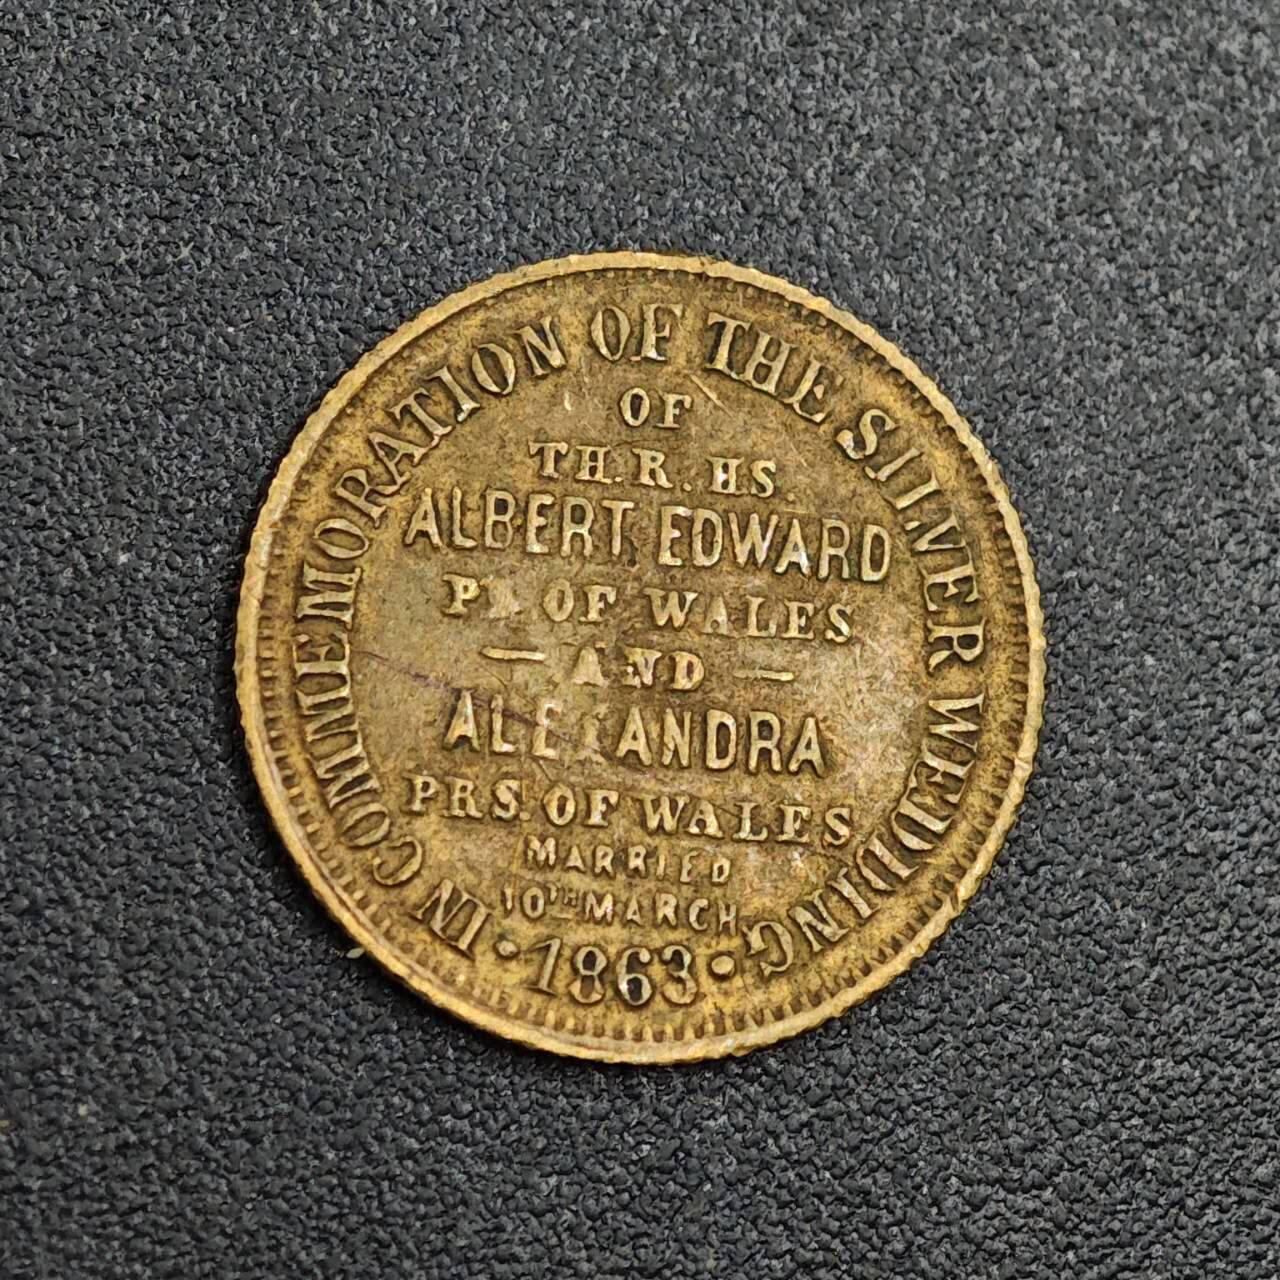 IN COMMEMORATION OF THE SILVER WEDDING
OF
TH.R.HS.
ALBERT EDWARD
PR OF WALES
— AND —
ALEXANDRA
PRS. OF WALES
MARRIED
10TH MARCH
• 1863 •